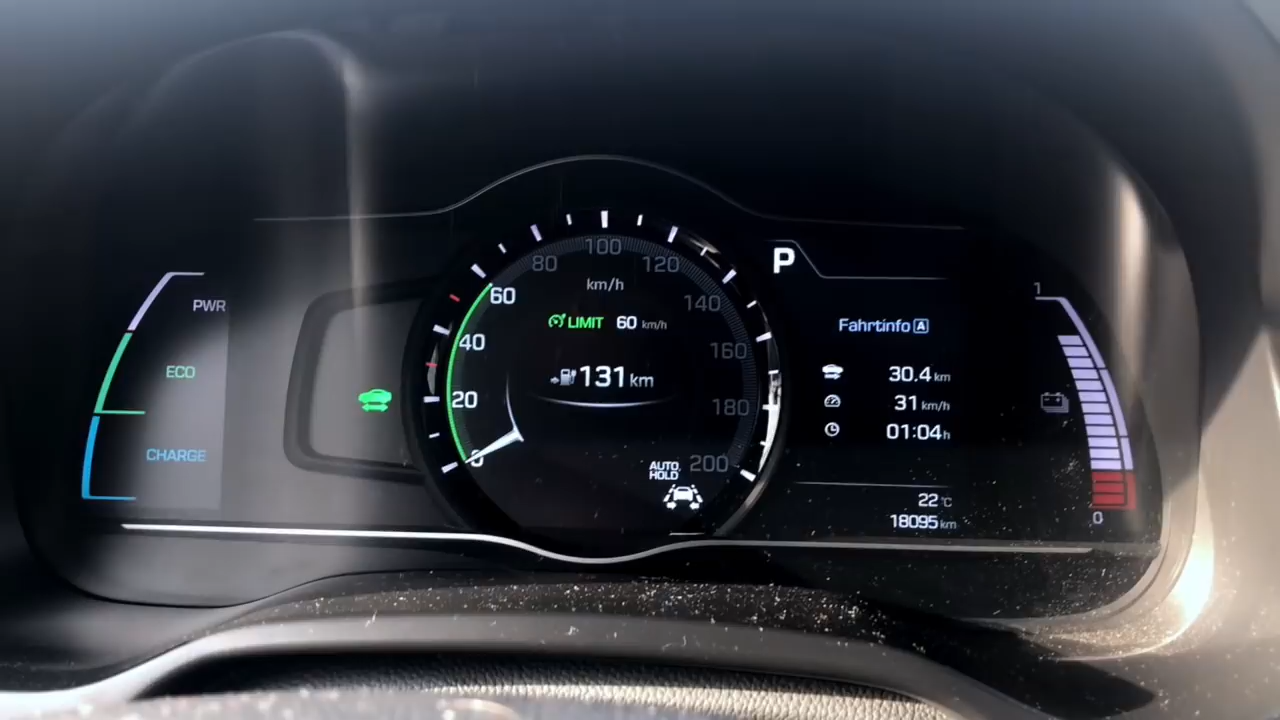 PWR
ECO
CHARGE
0
20
40
60
80
100
120
140
160
180
200
km/h
LIMIT 60 km/h
131 km
AUTO HOLD
P
Fahrtinfo A
30.4 km
31 km/h
01:04 h
22 °C
18095 km
1
0